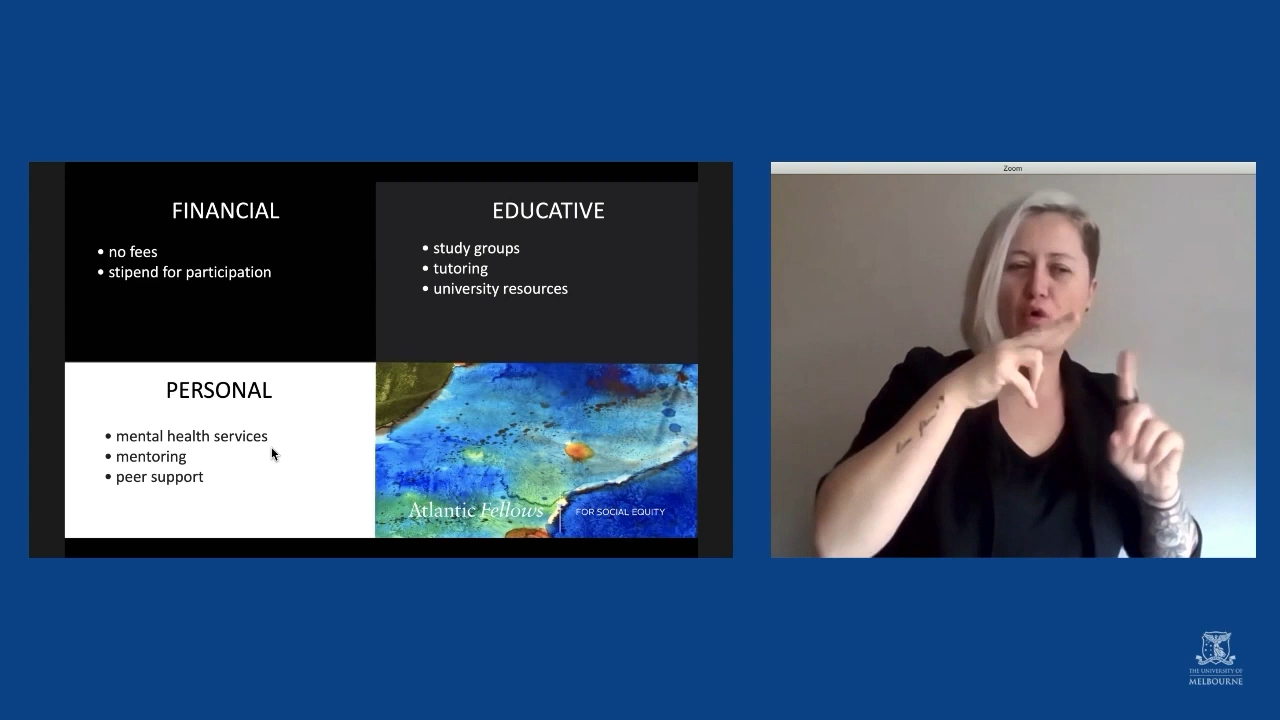 Zoom
FINANCIAL
• no fees
• stipend for participation
EDUCATIVE
• study groups
• tutoring
• university resources
PERSONAL
• mental health services
• mentoring
• peer support
Atlantic Fellows | FOR SOCIAL EQUITY
THE UNIVERSITY OF
MELBOURNE